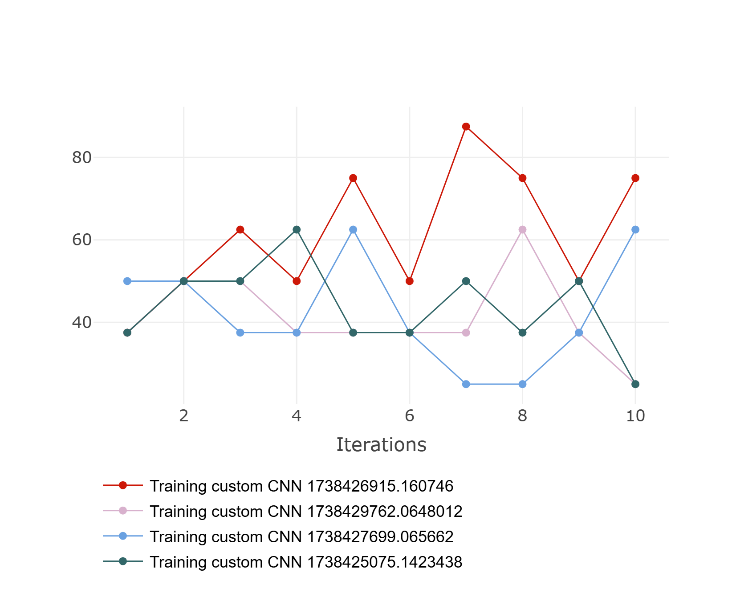 80
60
40
2 4 6 8 10
Iterations
Training custom CNN 1738426915.160746
Training custom CNN 1738429762.0648012
Training custom CNN 1738427699.065662
Training custom CNN 1738425075.1423438